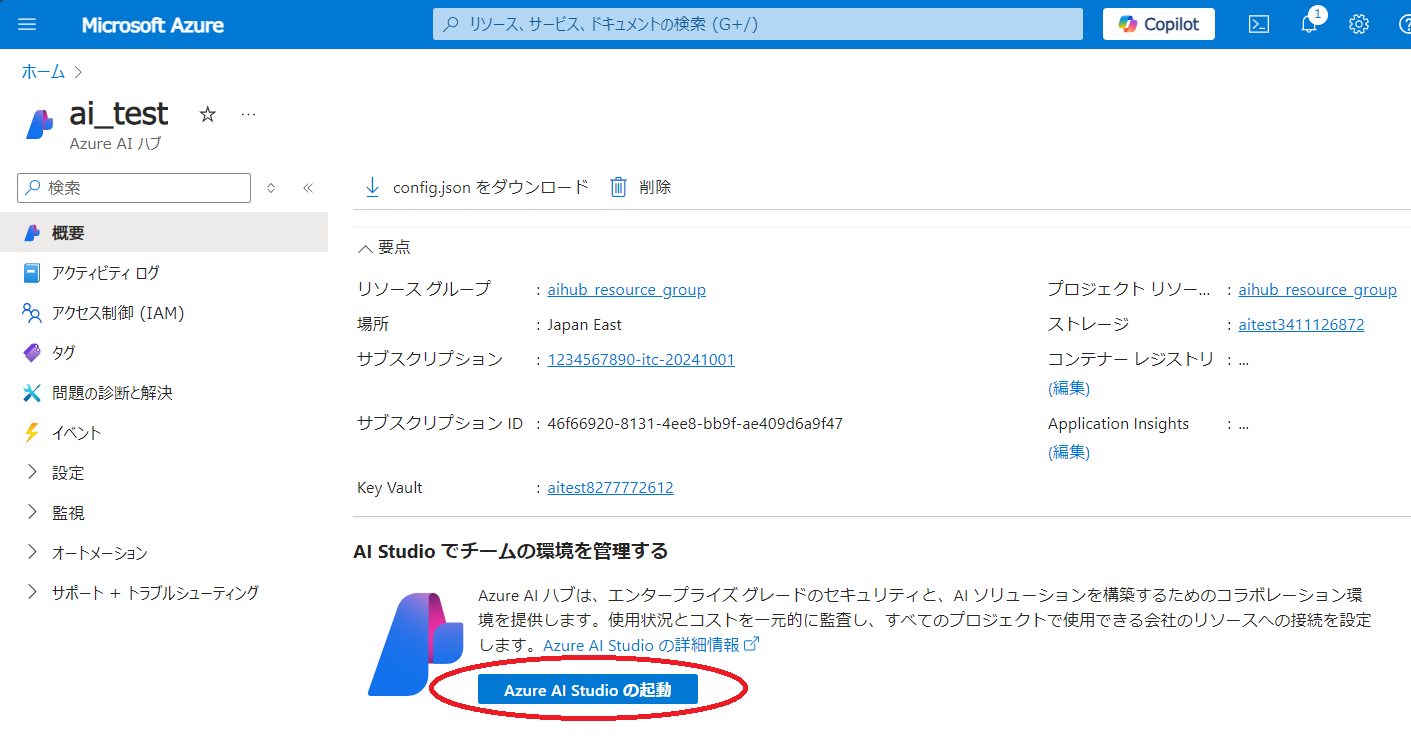 Microsoft Azure
リソース、サービス、ドキュメントの検索 (G+/)
Copilot
1
ホーム
ai_test
Azure AI ハブ
検索
config.json をダウンロード
削除
概要
アクティビティ ログ
アクセス制御 (IAM)
タグ
問題の診断と解決
イベント
設定
監視
オートメーション
サポート + トラブルシューティング
要点
リソース グループ : aihub_resource_group
場所 : Japan East
サブスクリプション : 1234567890-itc-20241001
サブスクリプション ID : 46f66920-8131-4ee8-bb9f-ae409d6a9f47
Key Vault : aitest8277772612
プロジェクト リソー... : aihub_resource_group
ストレージ : aitest3411126872
コンテナー レジストリ : ...
(編集)
Application Insights : ...
(編集)
AI Studio でチームの環境を管理する
Azure AI ハブは、エンタープライズ グレードのセキュリティと、AI ソリューションを構築するためのコラボレーション環
境を提供します。使用状況とコストを一元的に監査し、すべてのプロジェクトで使用できる会社のリソースへの接続を設定
します。Azure AI Studio の詳細情報
Azure AI Studio の起動